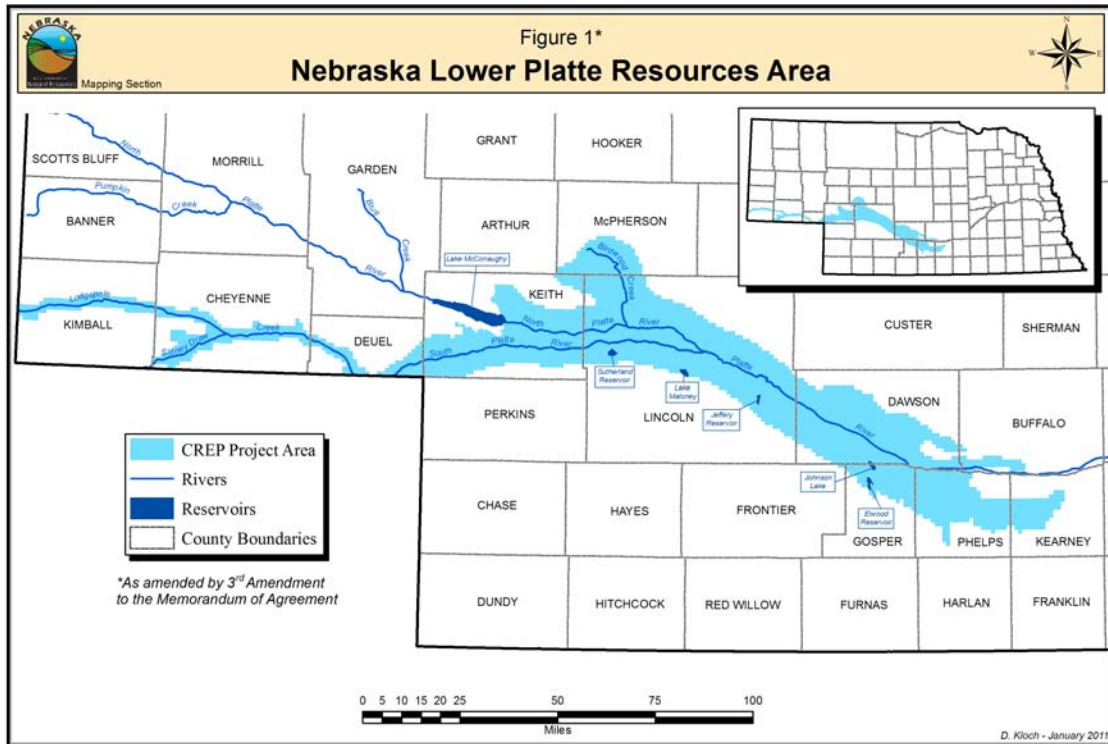 Figure 1*
Nebraska Lower Platte Resources Area
NEBRASKA
Mapping Section
N
W
E
S
SCOTTS BLUFF
North
MORRILL
GARDEN
GRANT
HOOKER
Pumpkin
Creek
Platte
BANNER
Blue
Creek
ARTHUR
McPHERSON
River
Lake McConaughy
Birdwood
Creek
KEITH
North
Platte
River
Lodgepole
CHEYENNE
KIMBALL
Sidney Draw
Creek
DEUEL
South
Platte
River
CUSTER
SHERMAN
Sutherland
Reservoir
Lake
Maloney
Platte
Jeffery
Reservoir
PERKINS
LINCOLN
DAWSON
River
BUFFALO
CREP Project Area
Rivers
Reservoirs
County Boundaries
Johnson
Lake
Elwood
Reservoir
CHASE
HAYES
FRONTIER
GOSPER
PHELPS
KEARNEY
*As amended by 3rd Amendment
to the Memorandum of Agreement
DUNDY
HITCHCOCK
RED WILLOW
FURNAS
HARLAN
FRANKLIN
0 5 10 15 20 25 50 75 100
Miles
D. Kloch - January 2011